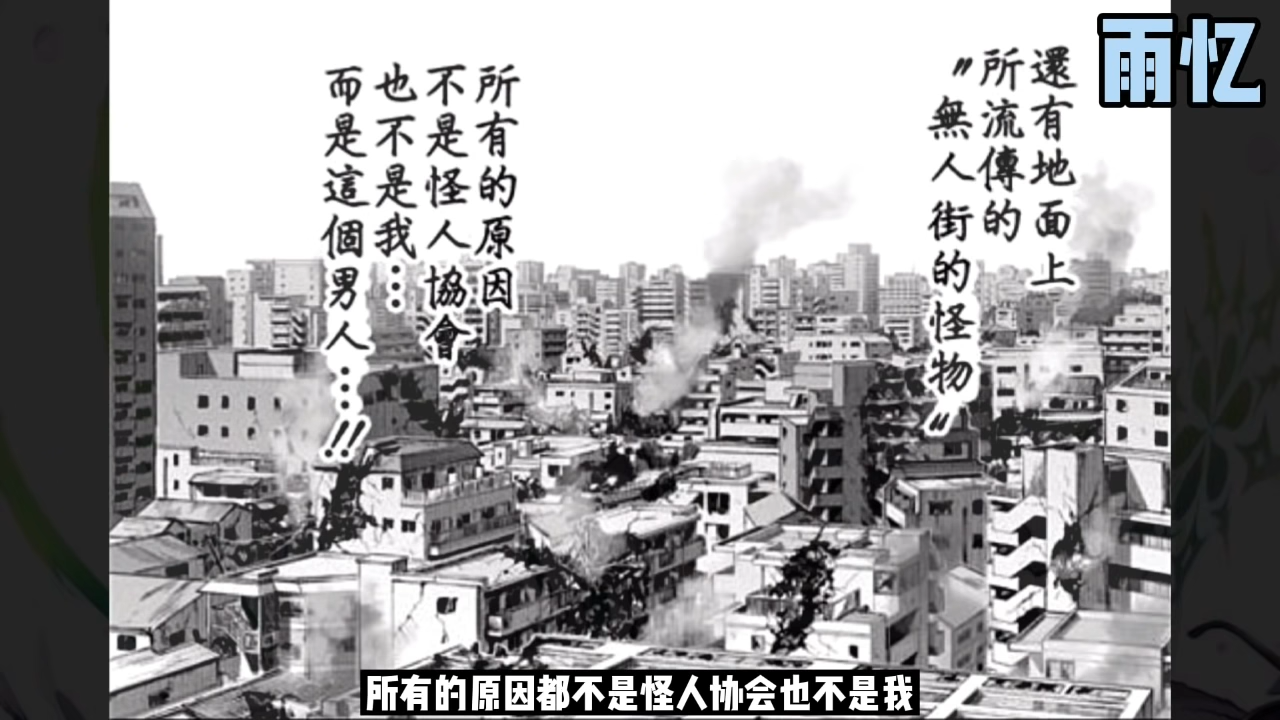 雨忆
還有地面上
所流傳的
〝無人街的怪物〞
所有的原因
不是怪人協會
也不是我…
而是這個男人……!!
所有的原因都不是怪人协会也不是我